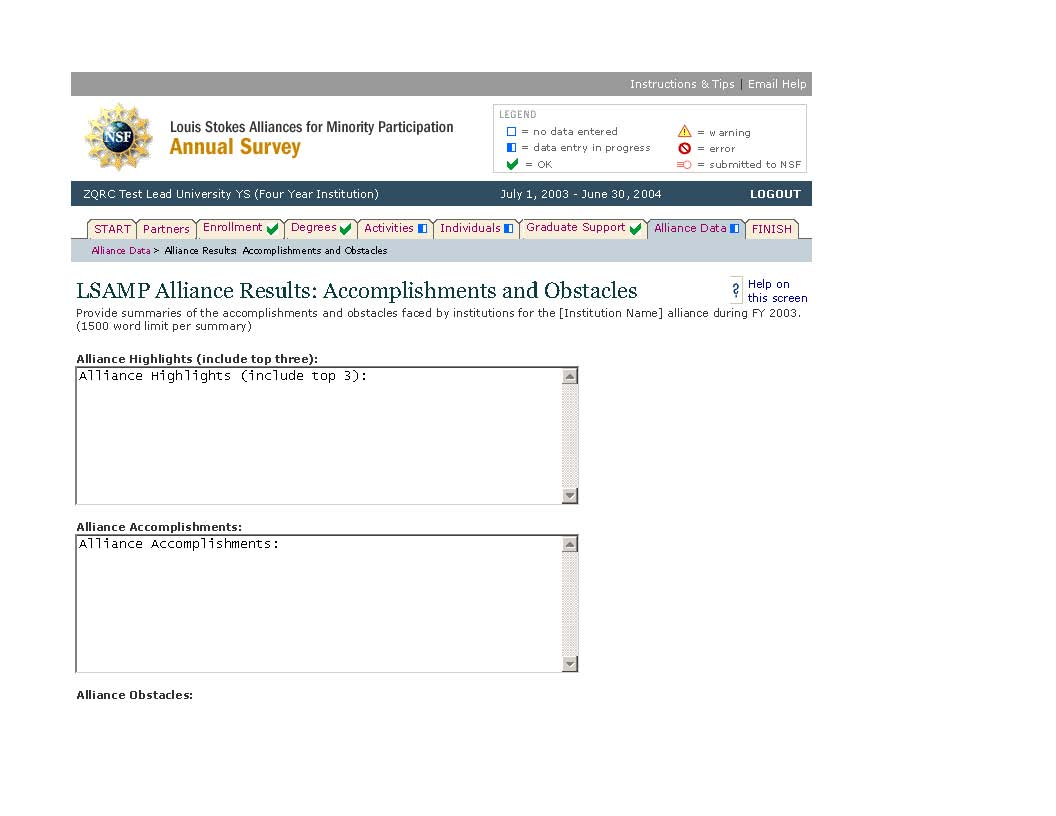 Instructions & Tips | Email Help
NSF
Louis Stokes Alliances for Minority Participation
Annual Survey
LEGEND
= no data entered
= data entry in progress
= OK
= warning
= error
= submitted to NSF
ZQRC Test Lead University YS (Four Year Institution) July 1, 2003 - June 30, 2004 LOGOUT
START Partners Enrollment Degrees Activities Individuals Graduate Support Alliance Data FINISH
Alliance Data > Alliance Results: Accomplishments and Obstacles
LSAMP Alliance Results: Accomplishments and Obstacles
? Help on
this screen
Provide summaries of the accomplishments and obstacles faced by institutions for the [Institution Name] alliance during FY 2003.
(1500 word limit per summary)
Alliance Highlights (include top three):
Alliance Highlights (include top 3):
Alliance Accomplishments:
Alliance Accomplishments:
Alliance Obstacles: